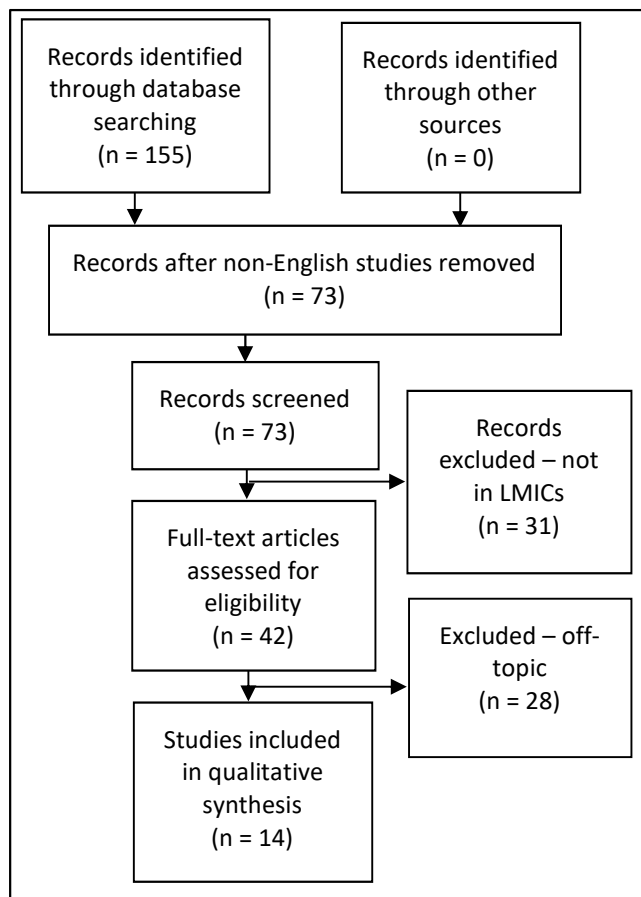 Records identified
through database
searching
(n = 155)
Records identified
through other
sources
(n = 0)
Records after non-English studies removed
(n = 73)
Records screened
(n = 73)
Records
excluded – not
in LMICs
(n = 31)
Full-text articles
assessed for
eligibility
(n = 42)
Excluded – off-
topic
(n = 28)
Studies included
in qualitative
synthesis
(n = 14)